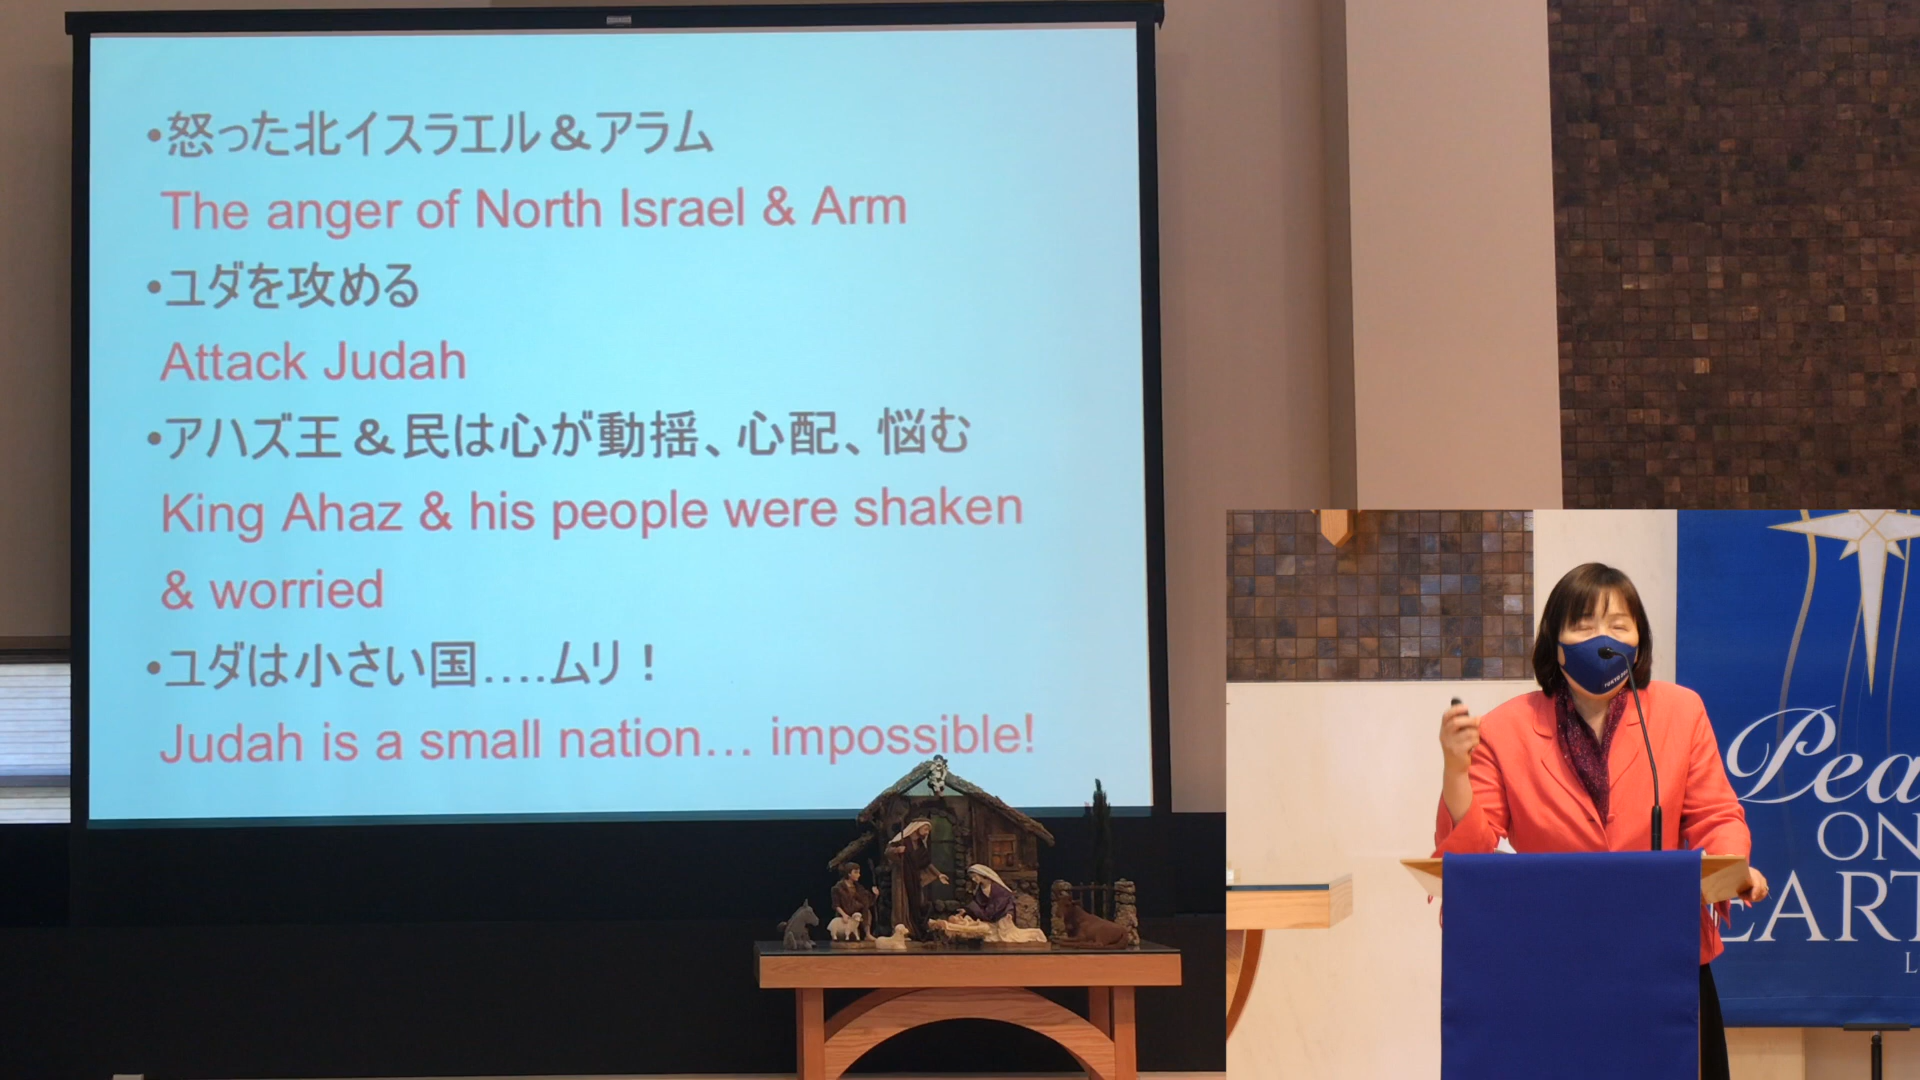 •怒った北イスラエル＆アラム
The anger of North Israel & Arm
•ユダを攻める
Attack Judah
•アハズ王＆民は心が動揺、心配、悩む
King Ahaz & his people were shaken
& worried
•ユダは小さい国....ムリ！
Judah is a small nation... impossible!
Pea
ON
EART
L